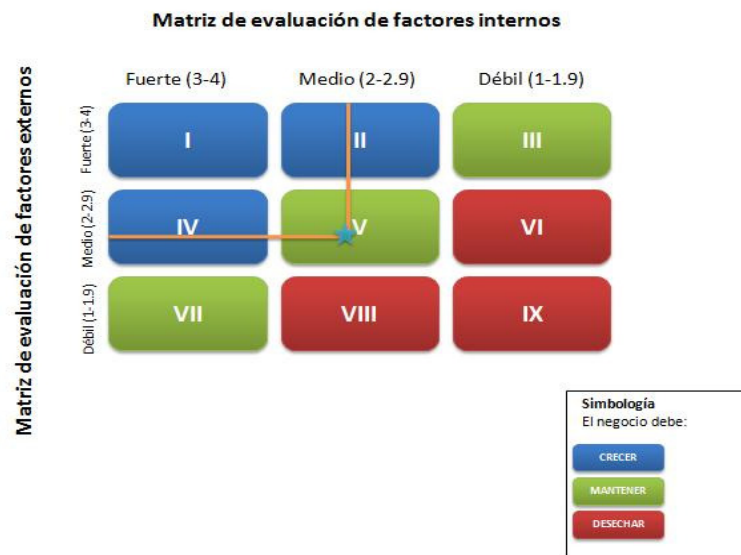 Matriz de evaluación de factores internos
Matriz de evaluación de factores externos
Fuerte (3-4) Medio (2-2.9) Débil (1-1.9)
Fuerte (3-4)
I II III
Medio (2-2.9)
IV V VI
Débil (1-1.9)
VII VIII IX
Simbología
El negocio debe:
CRECER
MANTENER
DESECHAR